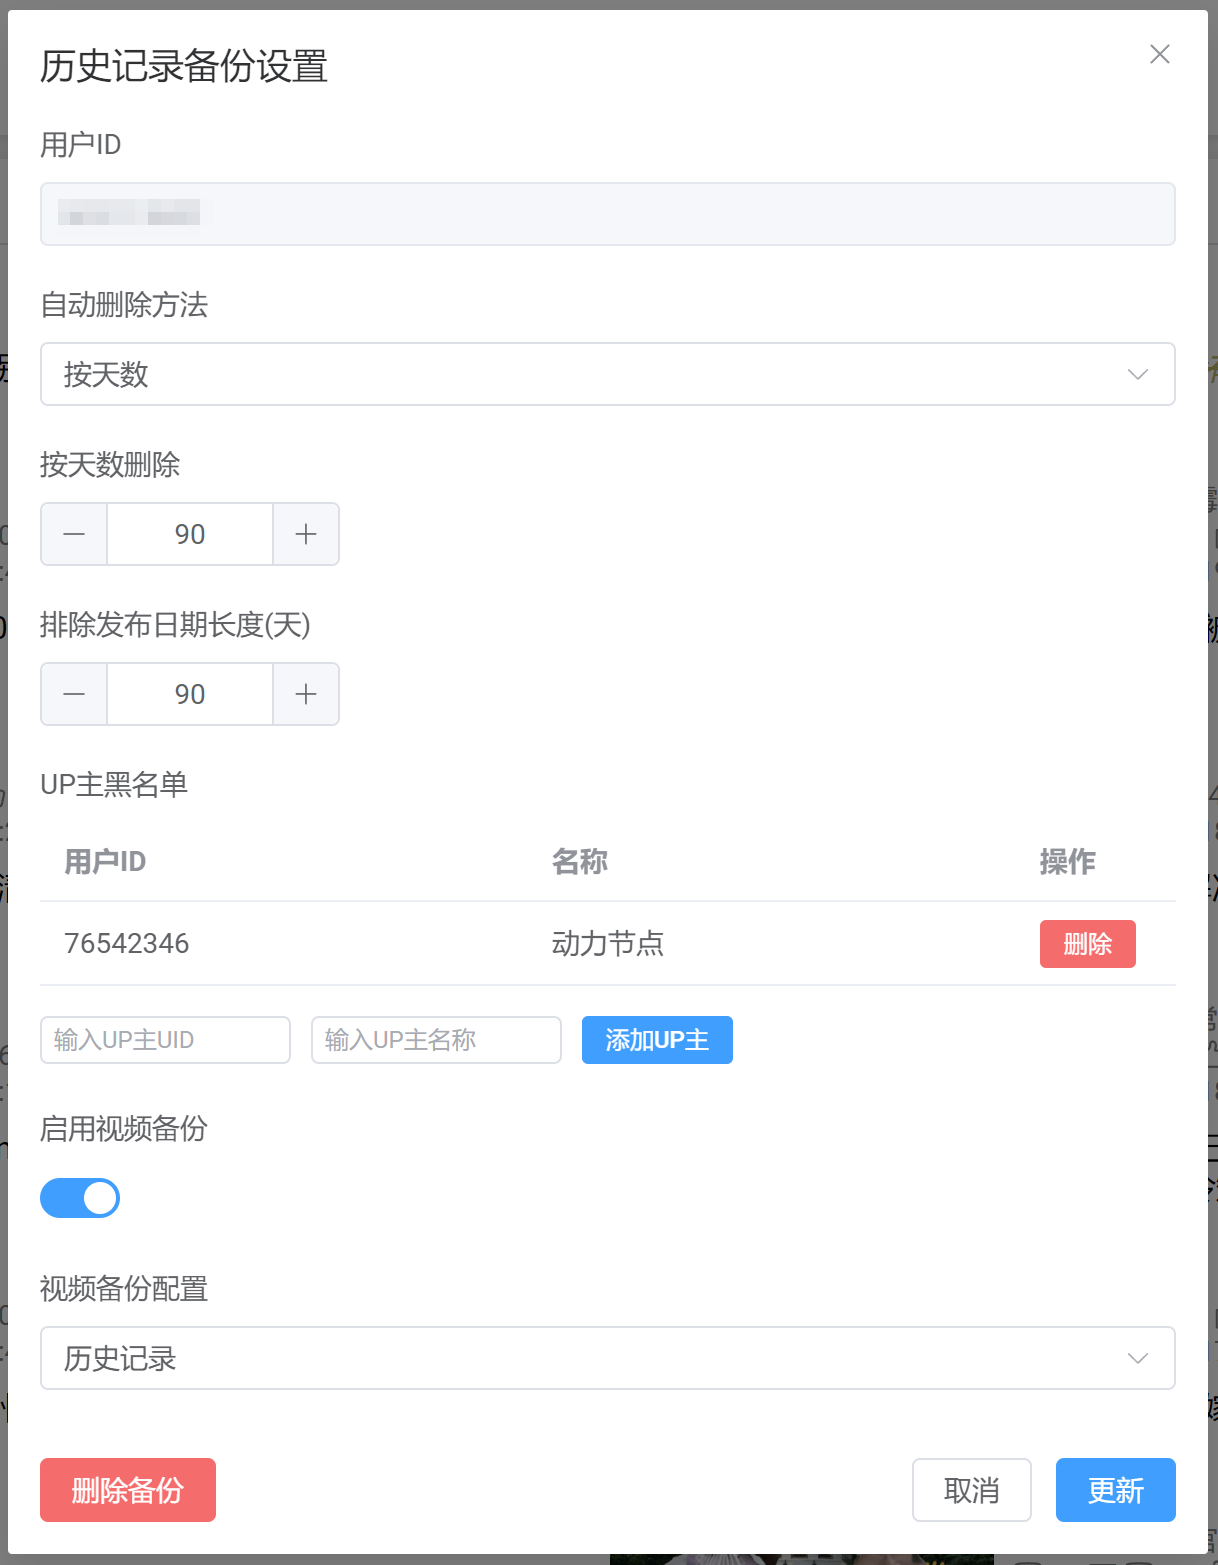 历史记录备份设置
用户ID
自动删除方法
按天数
按天数删除
90
排除发布日期长度(天)
90
UP主黑名单
用户ID 名称 操作
76542346 动力节点 删除
输入UP主UID 输入UP主名称 添加UP主
启用视频备份
视频备份配置
历史记录
删除备份 取消 更新